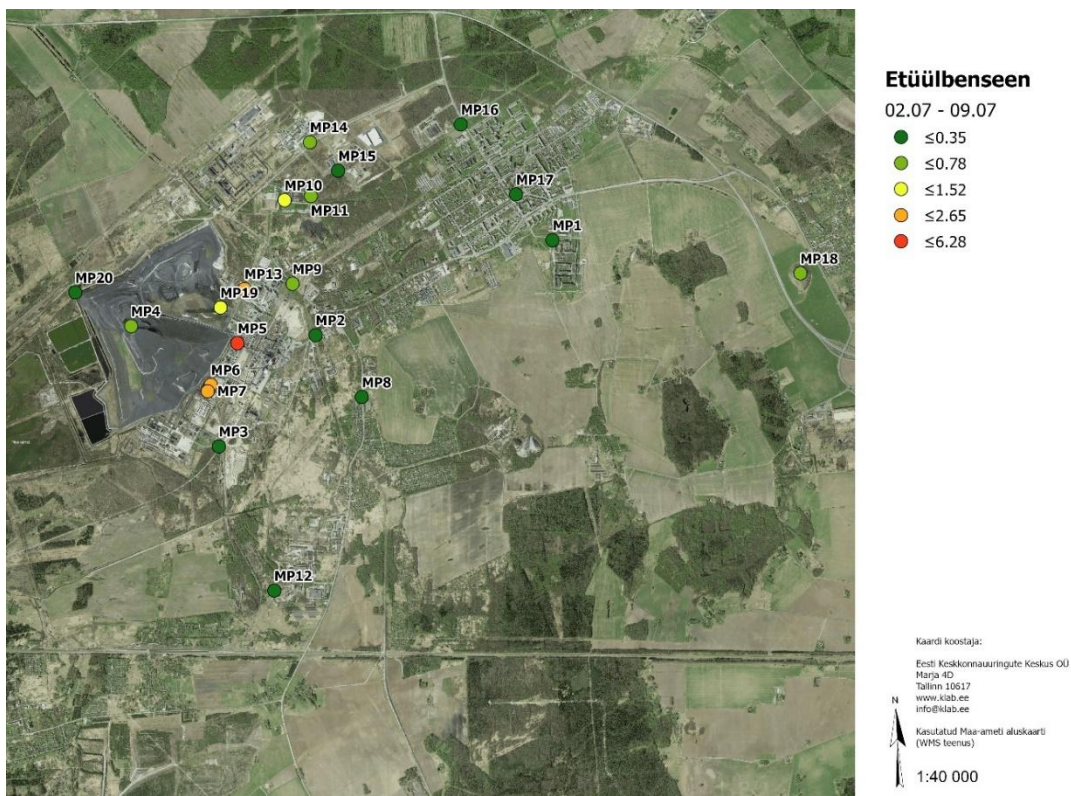 Etüülbenseen
02.07 - 09.07
≤0.35
≤0.78
≤1.52
≤2.65
≤6.28
MP16
MP14
MP15
MP10
MP11
MP17
MP1
MP18
MP20
MP13
MP9
MP19
MP4
MP5
MP2
MP6
MP7
MP8
MP3
MP12
Kaardi koostaja:
Eesti Keskkonnauuringute Keskus OÜ
Marja 4D
Tallinn 10617
www.klab.ee
info@klab.ee
N
Kasutatud Maa-ameti aluskaarti
(WMS teenus)
1:40 000